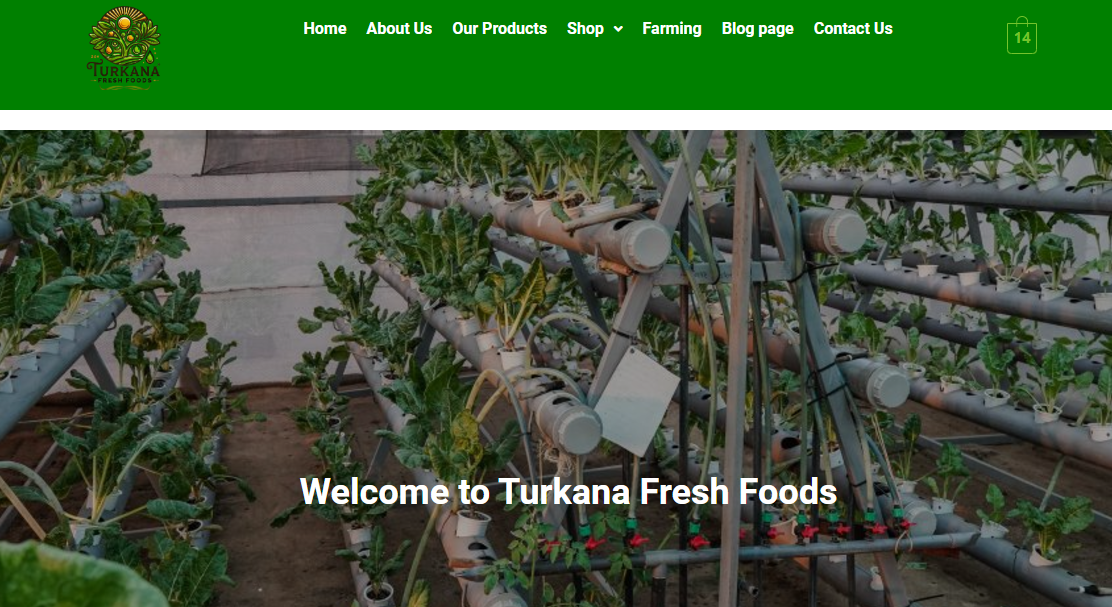 TURKANA
FRESH FOODS
Home About Us Our Products Shop Farming Blog page Contact Us
14
Welcome to Turkana Fresh Foods